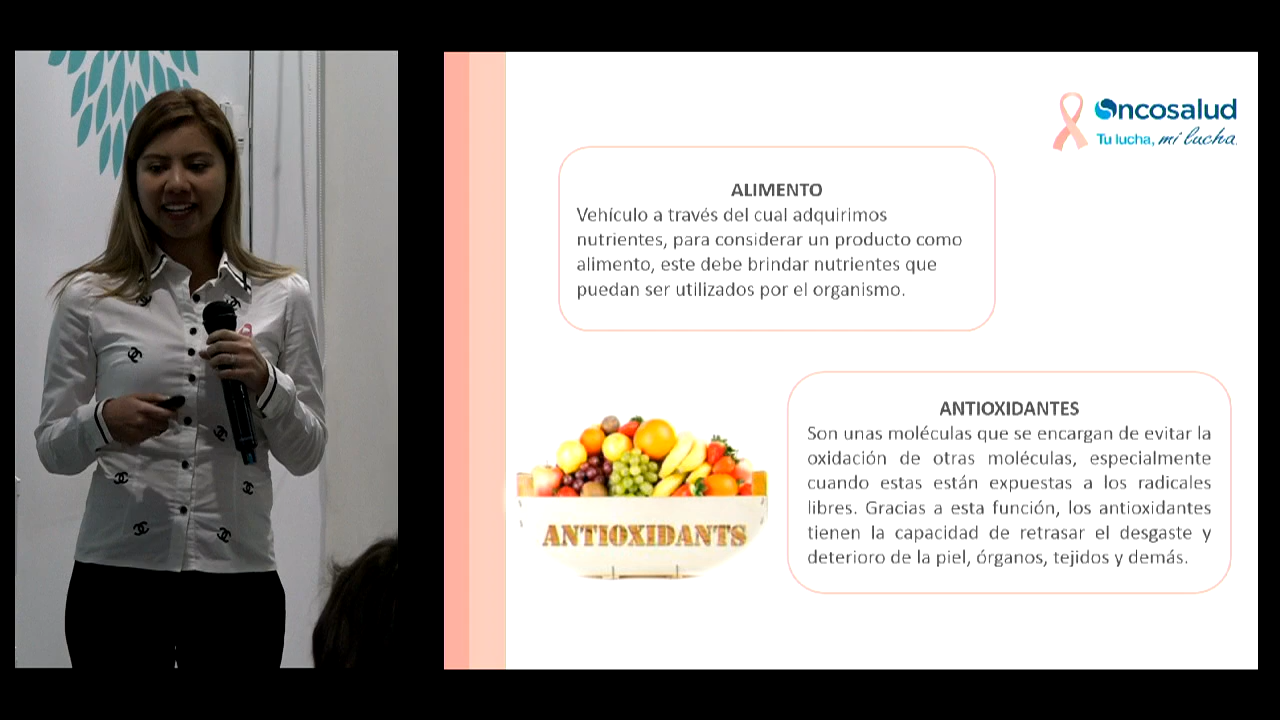 Oncosalud
Tu lucha, mi lucha.
ALIMENTO
Vehículo a través del cual adquirimos
nutrientes, para considerar un producto como
alimento, este debe brindar nutrientes que
puedan ser utilizados por el organismo.
ANTIOXIDANTES
Son unas moléculas que se encargan de evitar la
oxidación de otras moléculas, especialmente
cuando estas están expuestas a los radicales
libres. Gracias a esta función, los antioxidantes
tienen la capacidad de retrasar el desgaste y
deterioro de la piel, órganos, tejidos y demás.
ANTIOXIDANTS